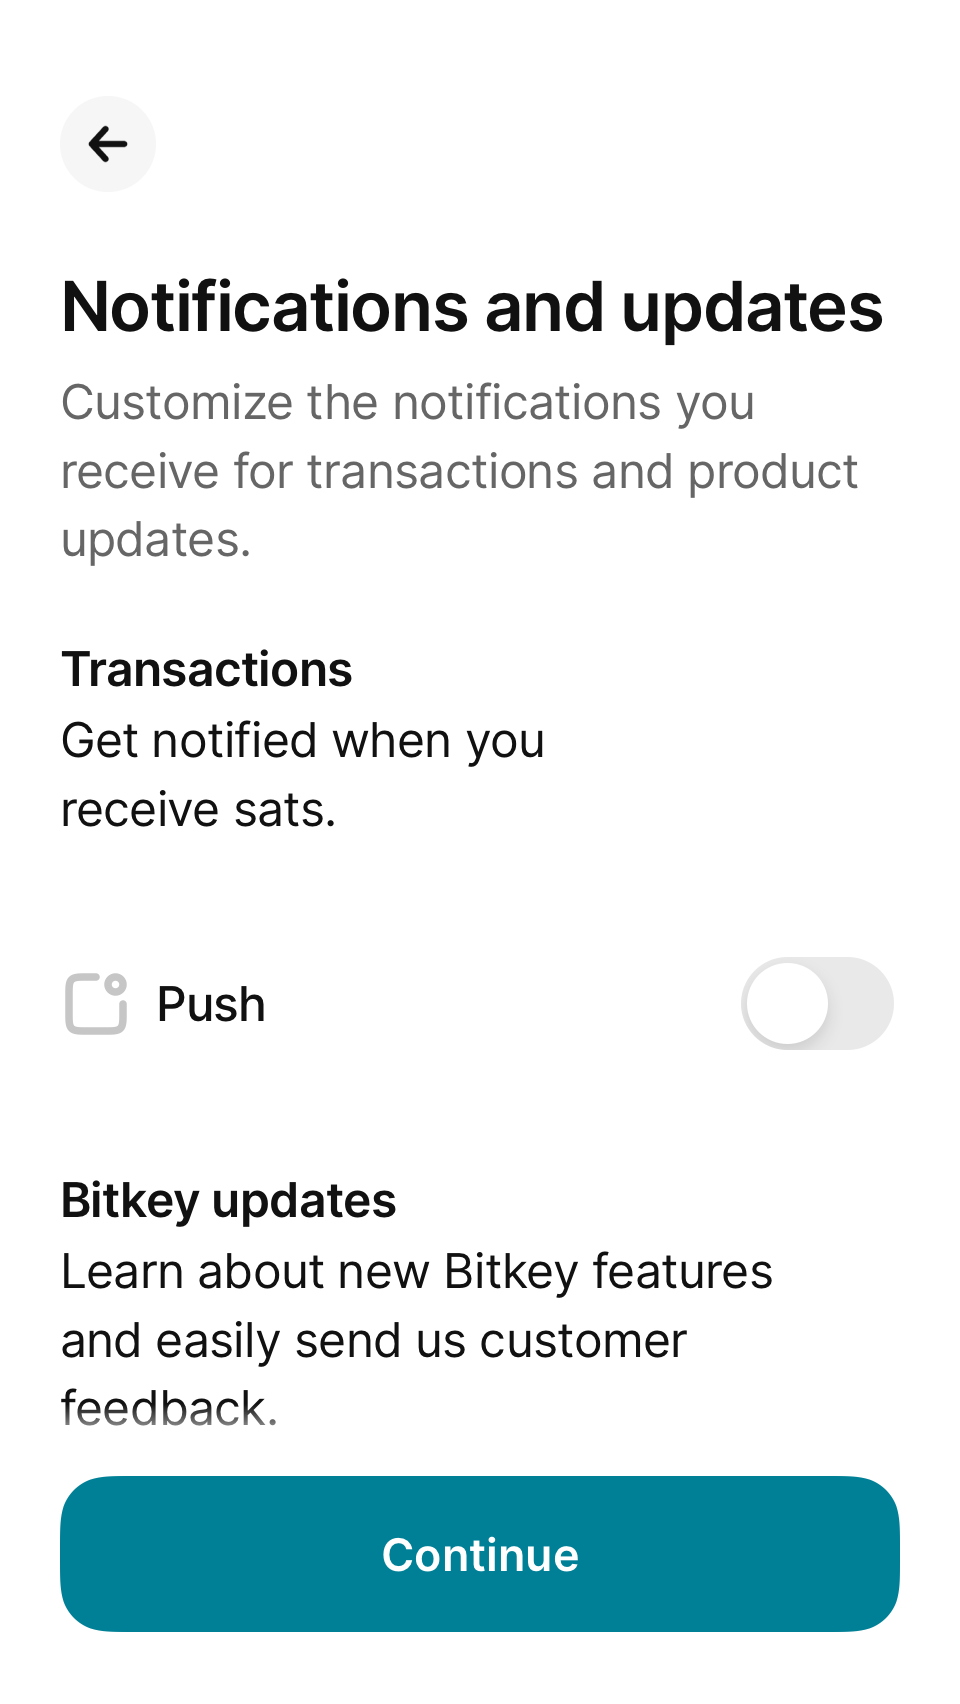 Notifications and updates
Customize the notifications you
receive for transactions and product
updates.
Transactions
Get notified when you
receive sats.
Push
Bitkey updates
Learn about new Bitkey features
and easily send us customer
feedback.
Continue